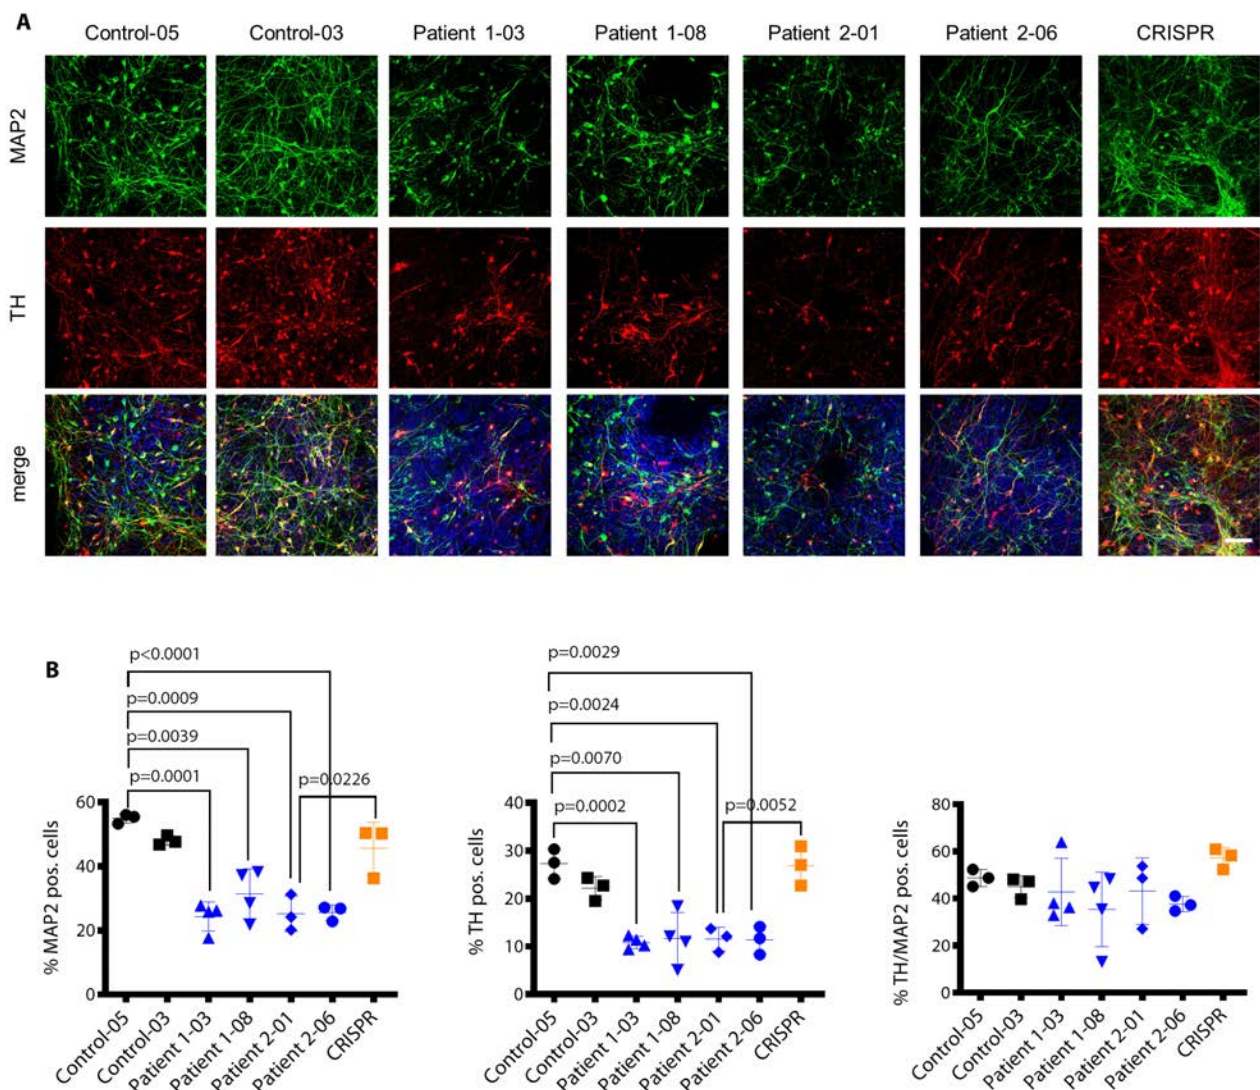 A
Control-05 Control-03 Patient 1-03 Patient 1-08 Patient 2-01 Patient 2-06 CRISPR
MAP2
TH
merge
B
p<0.0001
p=0.0009
p=0.0039
p=0.0001
p=0.0226
% MAP2 pos. cells
60
40
20
0
Control-05 Control-03 Patient 1-03 Patient 1-08 Patient 2-01 Patient 2-06 CRISPR
p=0.0029
p=0.0024
p=0.0070
p=0.0002
p=0.0052
% TH pos. cells
40
30
20
10
0
Control-05 Control-03 Patient 1-03 Patient 1-08 Patient 2-01 Patient 2-06 CRISPR
% TH/MAP2 pos. cells
80
60
40
20
0
Control-05 Control-03 Patient 1-03 Patient 1-08 Patient 2-01 Patient 2-06 CRISPR